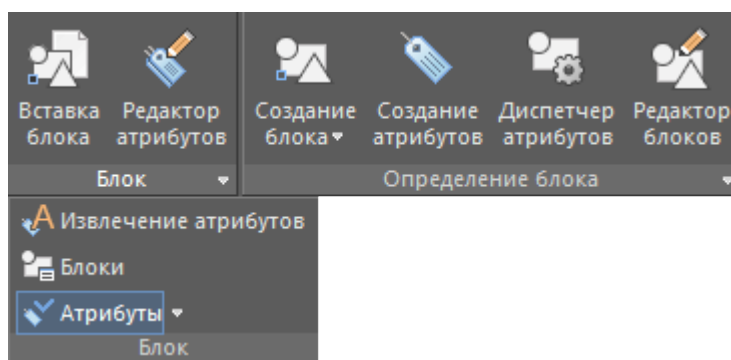 Вставка блока
Редактор атрибутов
Создание блока
Создание атрибутов
Диспетчер атрибутов
Редактор блоков
Блок
Определение блока
Извлечение атрибутов
Блоки
Атрибуты
Блок